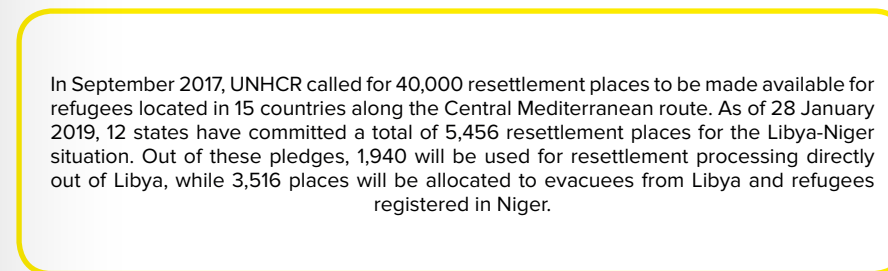 In September 2017, UNHCR called for 40,000 resettlement places to be made available for
refugees located in 15 countries along the Central Mediterranean route. As of 28 January
2019, 12 states have committed a total of 5,456 resettlement places for the Libya-Niger
situation. Out of these pledges, 1,940 will be used for resettlement processing directly
out of Libya, while 3,516 places will be allocated to evacuees from Libya and refugees
registered in Niger.